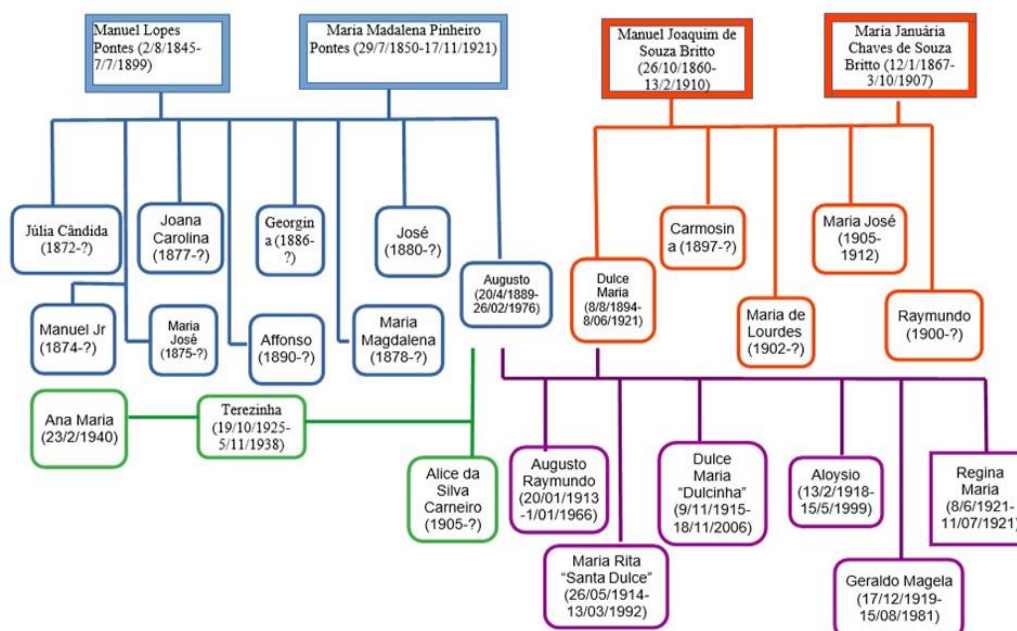 Manuel Lopes
Pontes (2/8/1845-
7/7/1899)
Maria Madalena Pinheiro
Pontes (29/7/1850-17/11/1921)
Manuel Joaquim de
Souza Britto
(26/10/1860-
13/2/1910)
Maria Januária
Chaves de Souza
Britto (12/1/1867-
3/10/1907)
Júlia Cândida
(1872-?)
Joana
Carolina
(1877-?)
Georgin
a (1886-
?)
José
(1880-?)
Augusto
(20/4/1889-
26/02/1976)
Dulce
Maria
(8/8/1894-
8/06/1921)
Carmosin
a (1897-?)
Maria José
(1905-
1912)
Manuel Jr
(1874-?)
Maria
José
(1875-?)
Affonso
(1890-?)
Maria
Magdalena
(1878-?)
Maria de
Lourdes
(1902-?)
Raymundo
(1900-?)
Ana Maria
(23/2/1940)
Terezinha
(19/10/1925-
5/11/1938)
Alice da
Silva
Carneiro
(1905-?)
Augusto
Raymundo
(20/01/1913
-1/01/1966)
Dulce
Maria
“Dulcinha”
(9/11/1915-
18/11/2006)
Aloysio
(13/2/1918-
15/5/1999)
Regina
Maria
(8/6/1921-
11/07/1921)
Maria Rita
“Santa Dulce”
(26/05/1914-
13/03/1992)
Geraldo Magela
(17/12/1919-
15/08/1981)